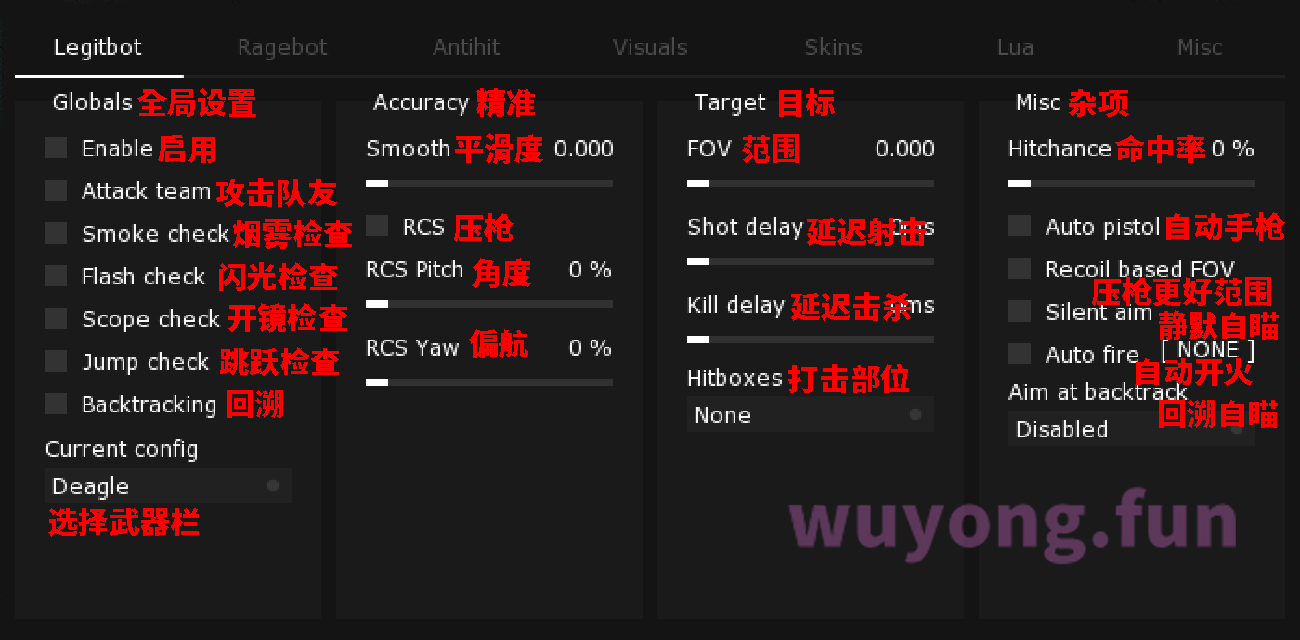 Legitbot Ragebot Antihit Visuals Skins Lua Misc
Globals 全局设置
Enable 启用
Attack team 攻击队友
Smoke check 烟雾检查
Flash check 闪光检查
Scope check 开镜检查
Jump check 跳跃检查
Backtracking 回溯
Current config
Deagle
选择武器栏
Accuracy 精准
Smooth 平滑度 0.000
RCS 压枪
RCS Pitch 角度 0 %
RCS Yaw 偏航 0 %
Target 目标
FOV 范围 0.000
Shot delay 延迟射击 0ms
Kill delay 延迟击杀 0ms
Hitboxes 打击部位
None
Misc 杂项
Hitchance 命中率 0 %
Auto pistol 自动手枪
Recoil based FOV
压枪更好范围
Silent aim
静默自瞄
Auto fire [ NONE ]
自动开火
Aim at backtrack
回溯自瞄
Disabled
wuyong.fun